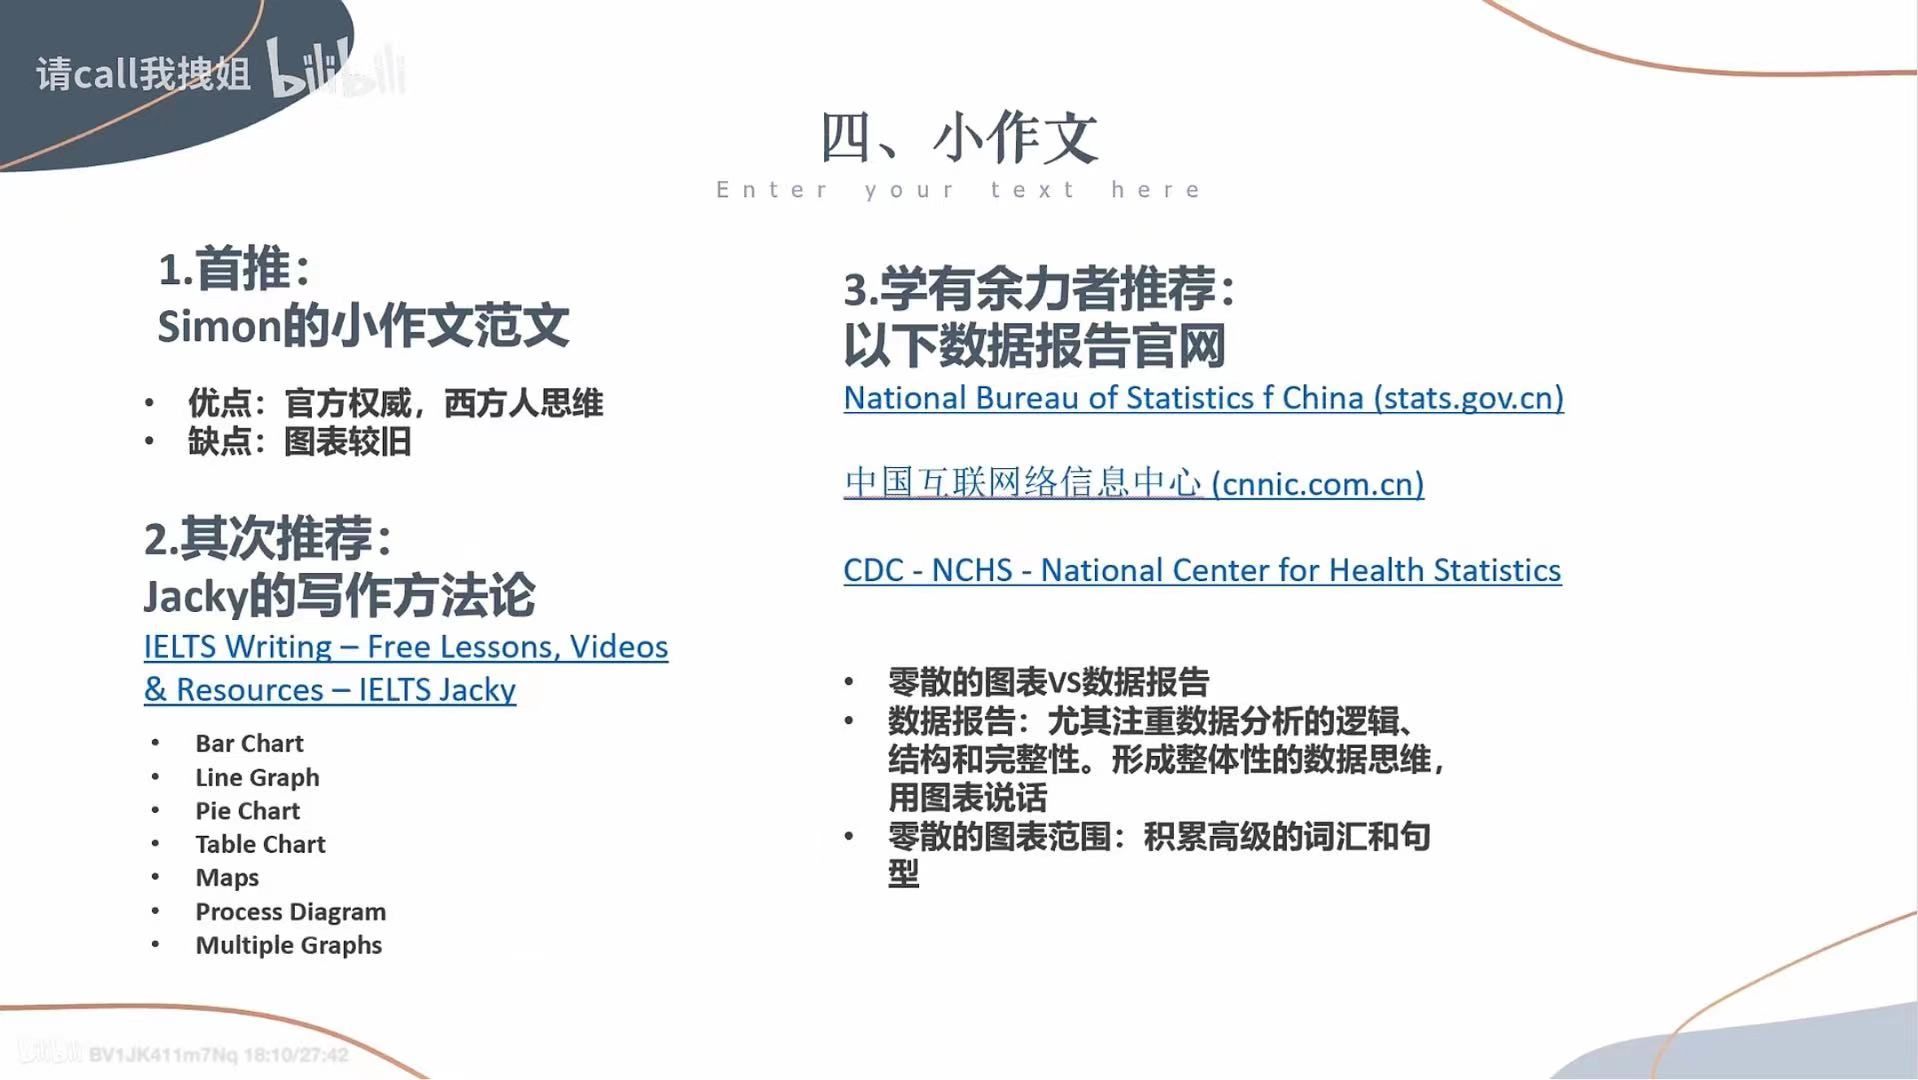 请call我拽姐 bilibili
四、小作文
Enter your text here
1.首推：
Simon的小作文范文
• 优点：官方权威，西方人思维
• 缺点：图表较旧
2.其次推荐：
Jacky的写作方法论
IELTS Writing – Free Lessons, Videos
& Resources – IELTS Jacky
• Bar Chart
• Line Graph
• Pie Chart
• Table Chart
• Maps
• Process Diagram
• Multiple Graphs
3.学有余力者推荐：
以下数据报告官网
National Bureau of Statistics f China (stats.gov.cn)
中国互联网络信息中心 (cnnic.com.cn)
CDC - NCHS - National Center for Health Statistics
• 零散的图表VS数据报告
• 数据报告：尤其注重数据分析的逻辑、
结构和完整性。形成整体性的数据思维，
用图表说话
• 零散的图表范围：积累高级的词汇和句
型
bilibili BV1JK411m7Nq 18:10/27:42